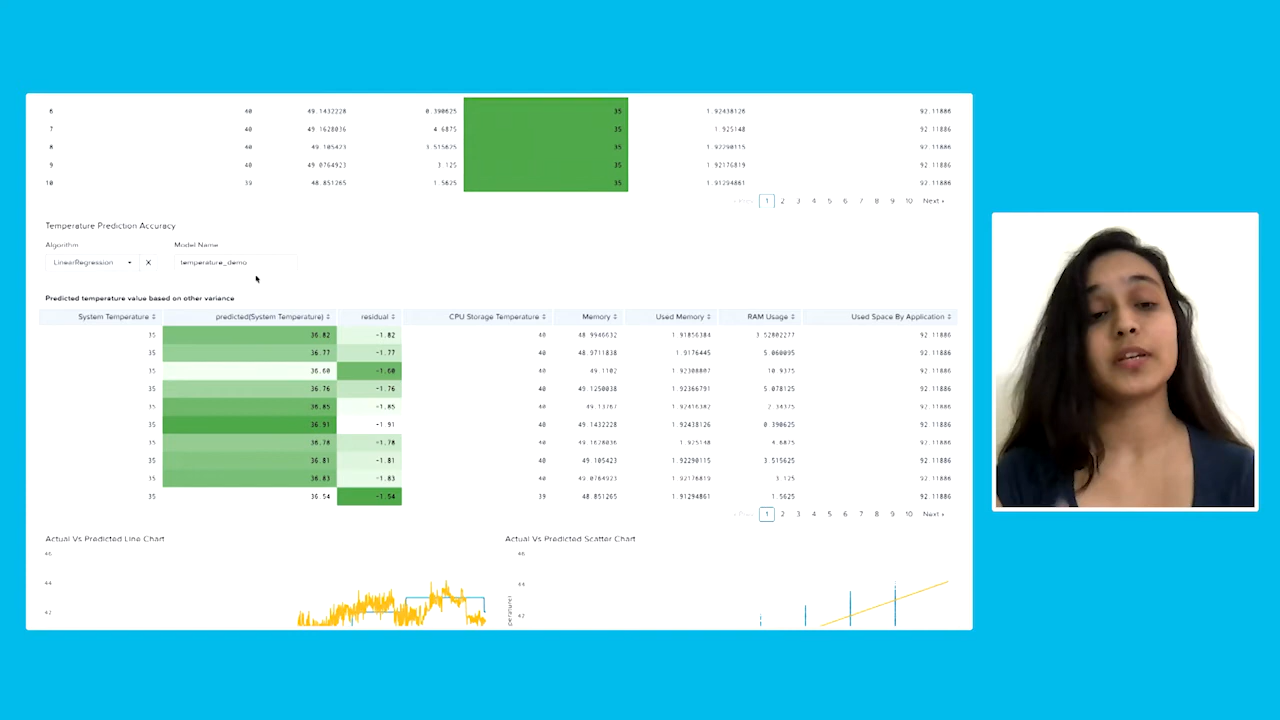 6 40 49.1432228 0.390625 35 1.92438126 92.11886
7 40 49.1628036 4.6875 35 1.925148 92.11886
8 40 49.105423 3.515625 35 1.92290115 92.11886
9 40 49.0764923 3.125 35 1.92176819 92.11886
10 39 48.851265 1.5625 35 1.91294861 92.11886
« Prev 1 2 3 4 5 6 7 8 9 10 Next »
Temperature Prediction Accuracy
Algorithm Model Name
LinearRegression X temperature_demo
Predicted temperature value based on other variance
System Temperature predicted(System Temperature) residual CPU Storage Temperature Memory Used Memory RAM Usage Used Space By Application
35 36.82 -1.82 40 48.9946632 1.91856384 3.52802277 92.11886
35 36.77 -1.77 40 48.9711838 1.9176445 5.060095 92.11886
35 36.60 -1.60 40 49.1102 1.92308807 10.9375 92.11886
35 36.76 -1.76 40 49.1250038 1.92366791 5.078125 92.11886
35 36.85 -1.85 40 49.13767 1.92416382 2.34375 92.11886
35 36.91 -1.91 40 49.1432228 1.92438126 0.390625 92.11886
35 36.78 -1.78 40 49.1628036 1.925148 4.6875 92.11886
35 36.81 -1.81 40 49.105423 1.92290115 3.515625 92.11886
35 36.83 -1.83 40 49.0764923 1.92176819 3.125 92.11886
35 36.54 -1.54 39 48.851265 1.91294861 1.5625 92.11886
« Prev 1 2 3 4 5 6 7 8 9 10 Next »
Actual Vs Predicted Line Chart Actual Vs Predicted Scatter Chart
46 46
44 44
42 42